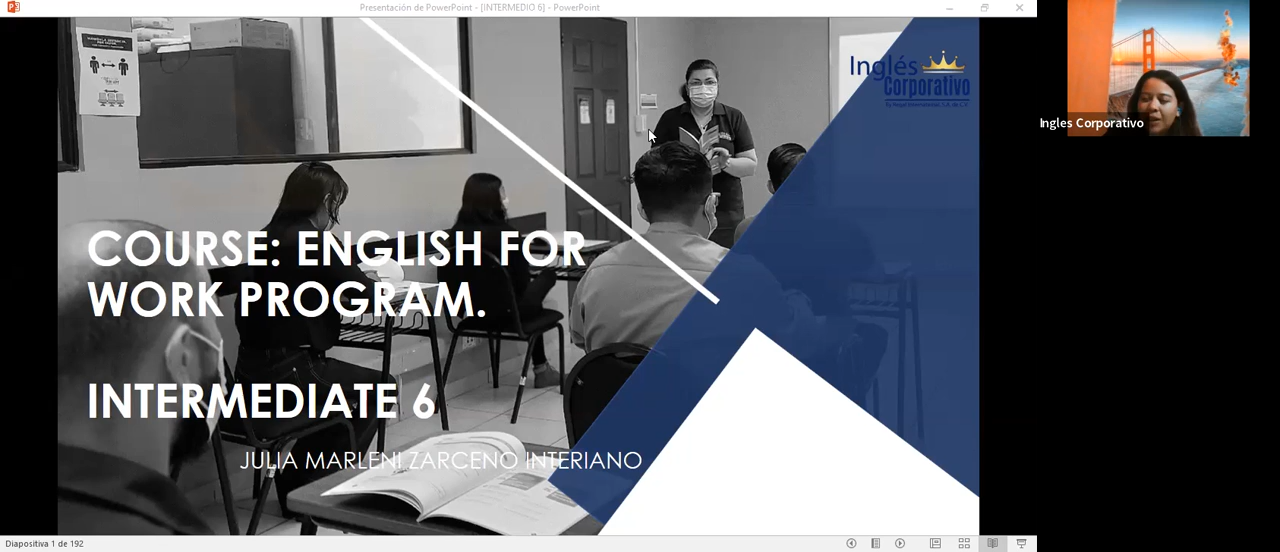 Presentación de PowerPoint - [INTERMEDIO 6] - PowerPoint
Inglés
Corporativo
Ingles Corporativo
COURSE: ENGLISH FOR
WORK PROGRAM.
INTERMEDIATE 6
JULIA MARLENI ZARCENO INTERIANO
Diapositiva 1 de 192